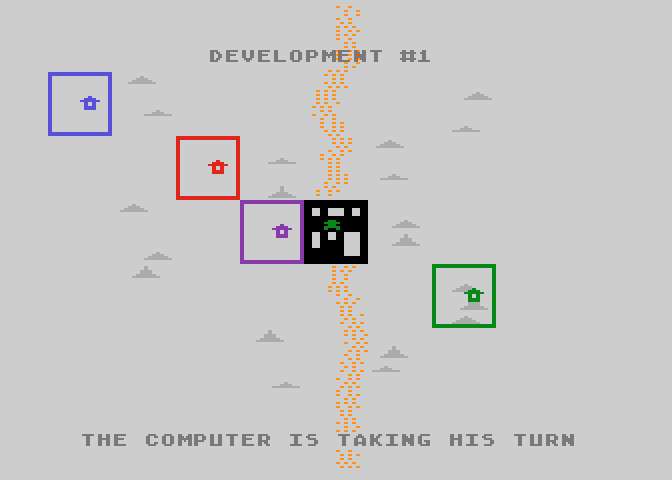 DEVELOPMENT #1
THE COMPUTER IS TAKING HIS TURN